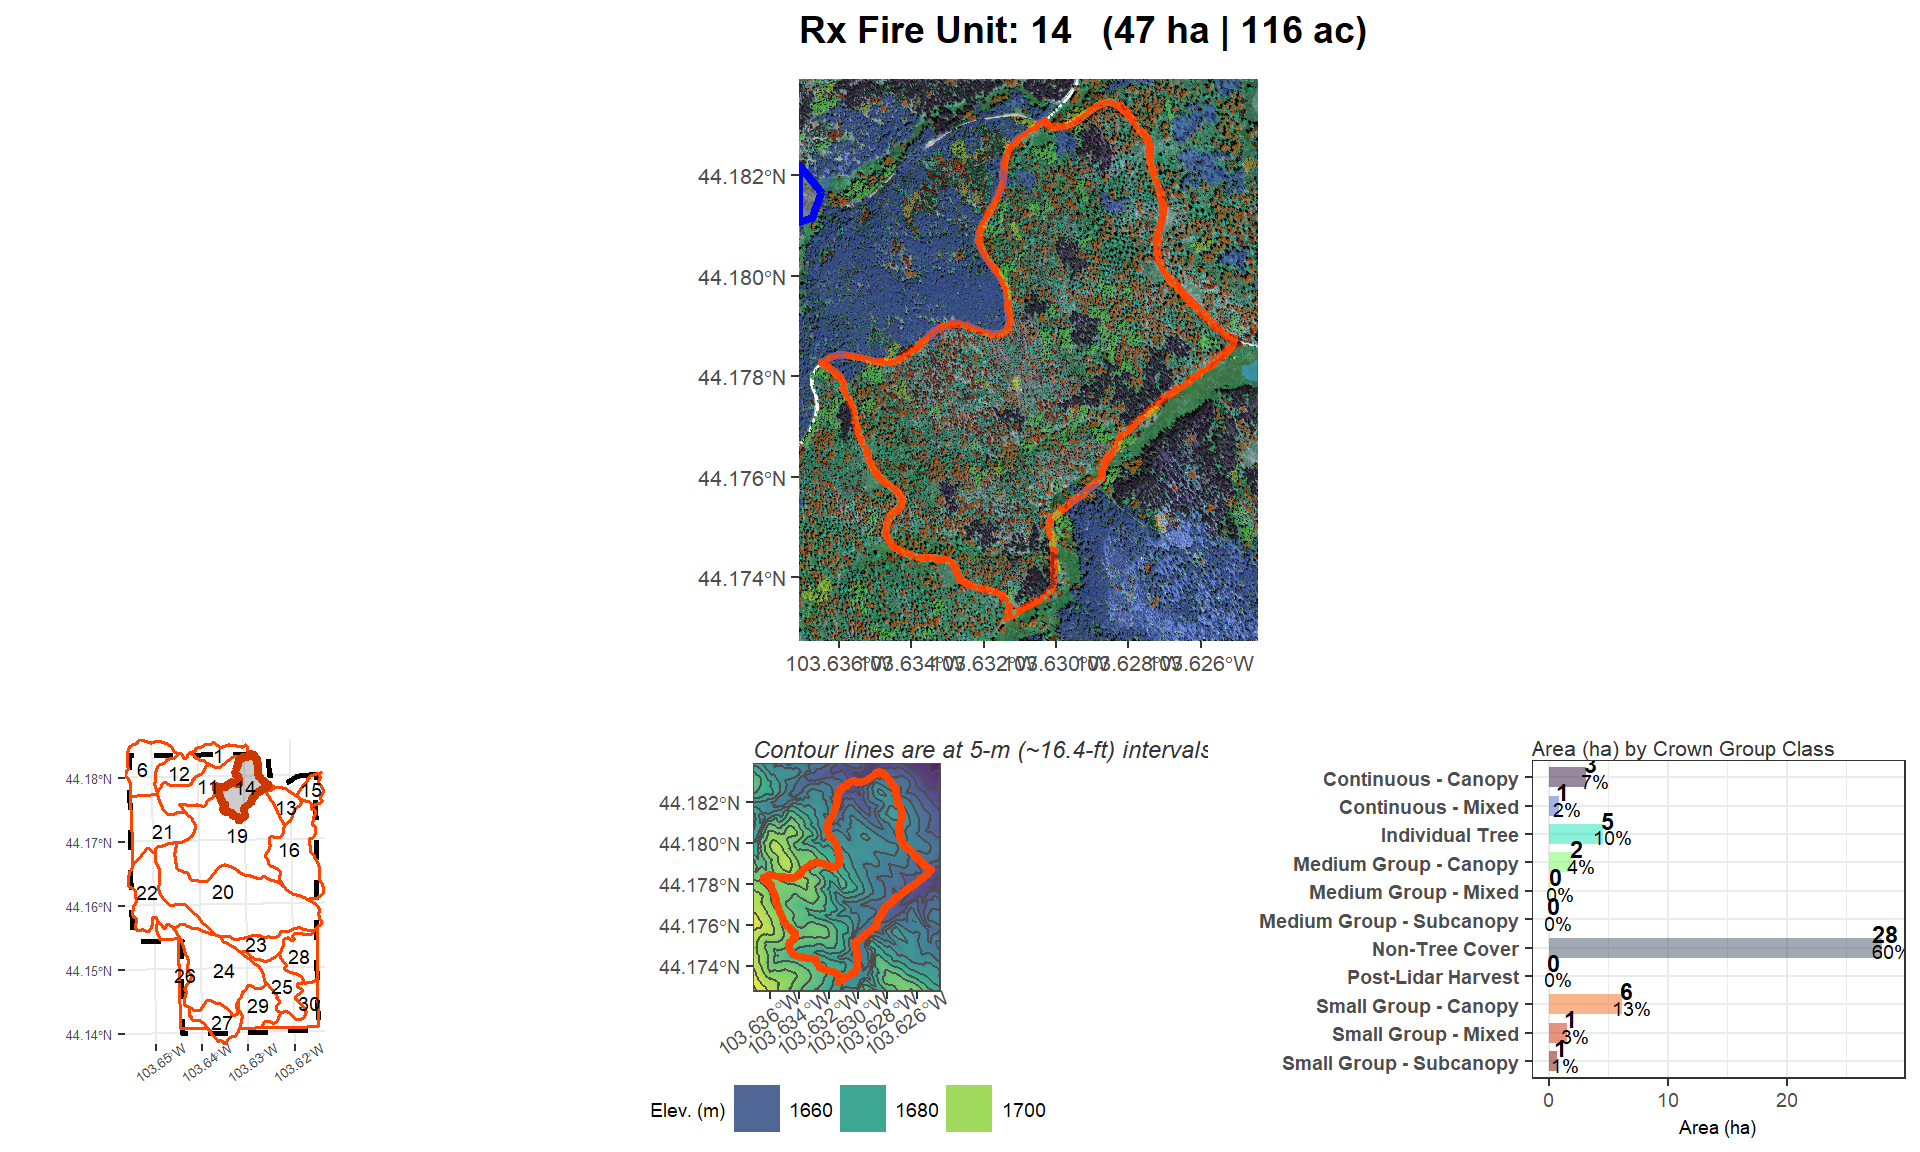 Rx Fire Unit: 14 (47 ha | 116 ac)
44.182°N
44.180°N
44.178°N
44.176°N
44.174°N
103.636°W 103.634°W 103.632°W 103.630°W 103.628°W 103.626°W
44.18°N
44.17°N
44.16°N
44.15°N
44.14°N
6
12
1
11
14
15
13
21
19
16
22
20
23
28
24
26
25
29
30
27
103.65°W 103.64°W 103.63°W 103.62°W
Contour lines are at 5-m (~16.4-ft) intervals
44.182°N
44.180°N
44.178°N
44.176°N
44.174°N
103.636°W 103.634°W 103.632°W 103.630°W 103.628°W 103.626°W
Elev. (m) 1660 1680 1700
Area (ha) by Crown Group Class
Continuous - Canopy 3 7%
Continuous - Mixed 1 2%
Individual Tree 5 10%
Medium Group - Canopy 2 4%
Medium Group - Mixed 0 0%
Medium Group - Subcanopy 0 0%
Non-Tree Cover 28 60%
Post-Lidar Harvest 0 0%
Small Group - Canopy 6 13%
Small Group - Mixed 1 3%
Small Group - Subcanopy 1 1%
0 10 20
Area (ha)